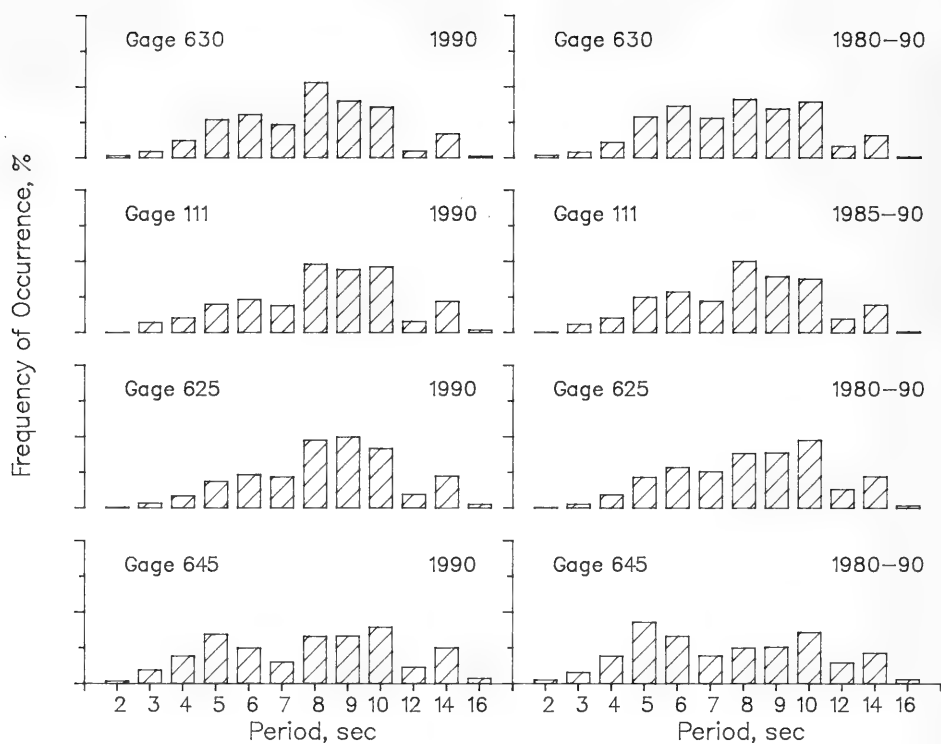 Gage 630 1990
Gage 630 1980-90
Gage 111 1990
Gage 111 1985-90
Gage 625 1990
Gage 625 1980-90
Gage 645 1990
Gage 645 1980-90
Frequency of Occurrence, %
2 3 4 5 6 7 8 9 10 12 14 16
2 3 4 5 6 7 8 9 10 12 14 16
Period, sec
Period, sec